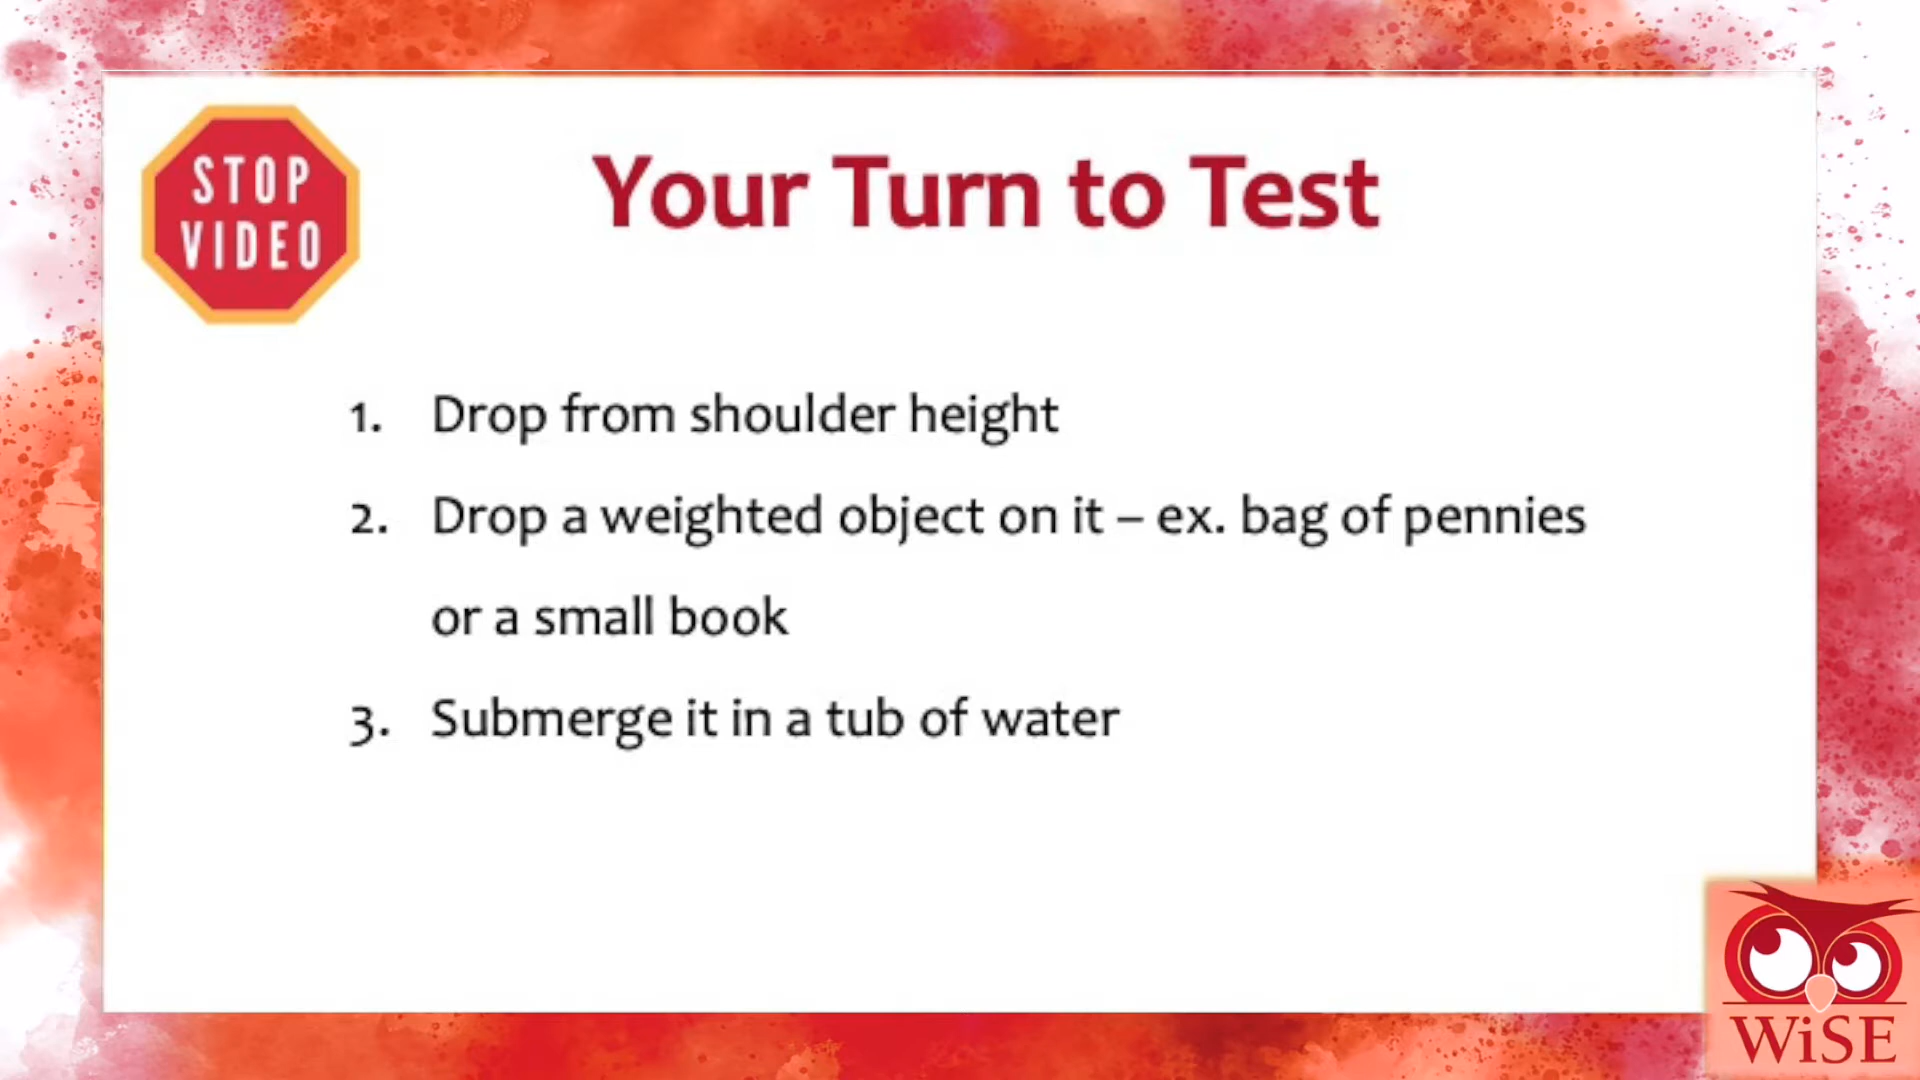 STOP
VIDEO
Your Turn to Test
1. Drop from shoulder height
2. Drop a weighted object on it – ex. bag of pennies
or a small book
3. Submerge it in a tub of water
WiSE